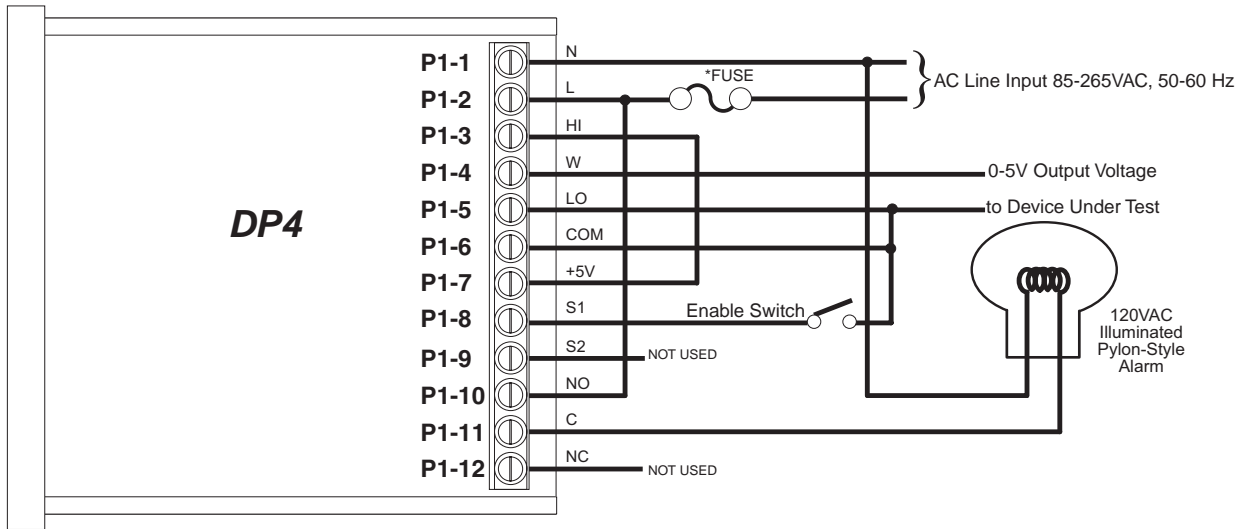 P1-1 N
*FUSE
AC Line Input 85-265VAC, 50-60 Hz
P1-2 L
P1-3 HI
P1-4 W
0-5V Output Voltage
P1-5 LO
to Device Under Test
DP4
P1-6 COM
P1-7 +5V
P1-8 S1
Enable Switch
120VAC
Illuminated
Pylon-Style
Alarm
P1-9 S2
NOT USED
P1-10 NO
P1-11 C
P1-12 NC
NOT USED